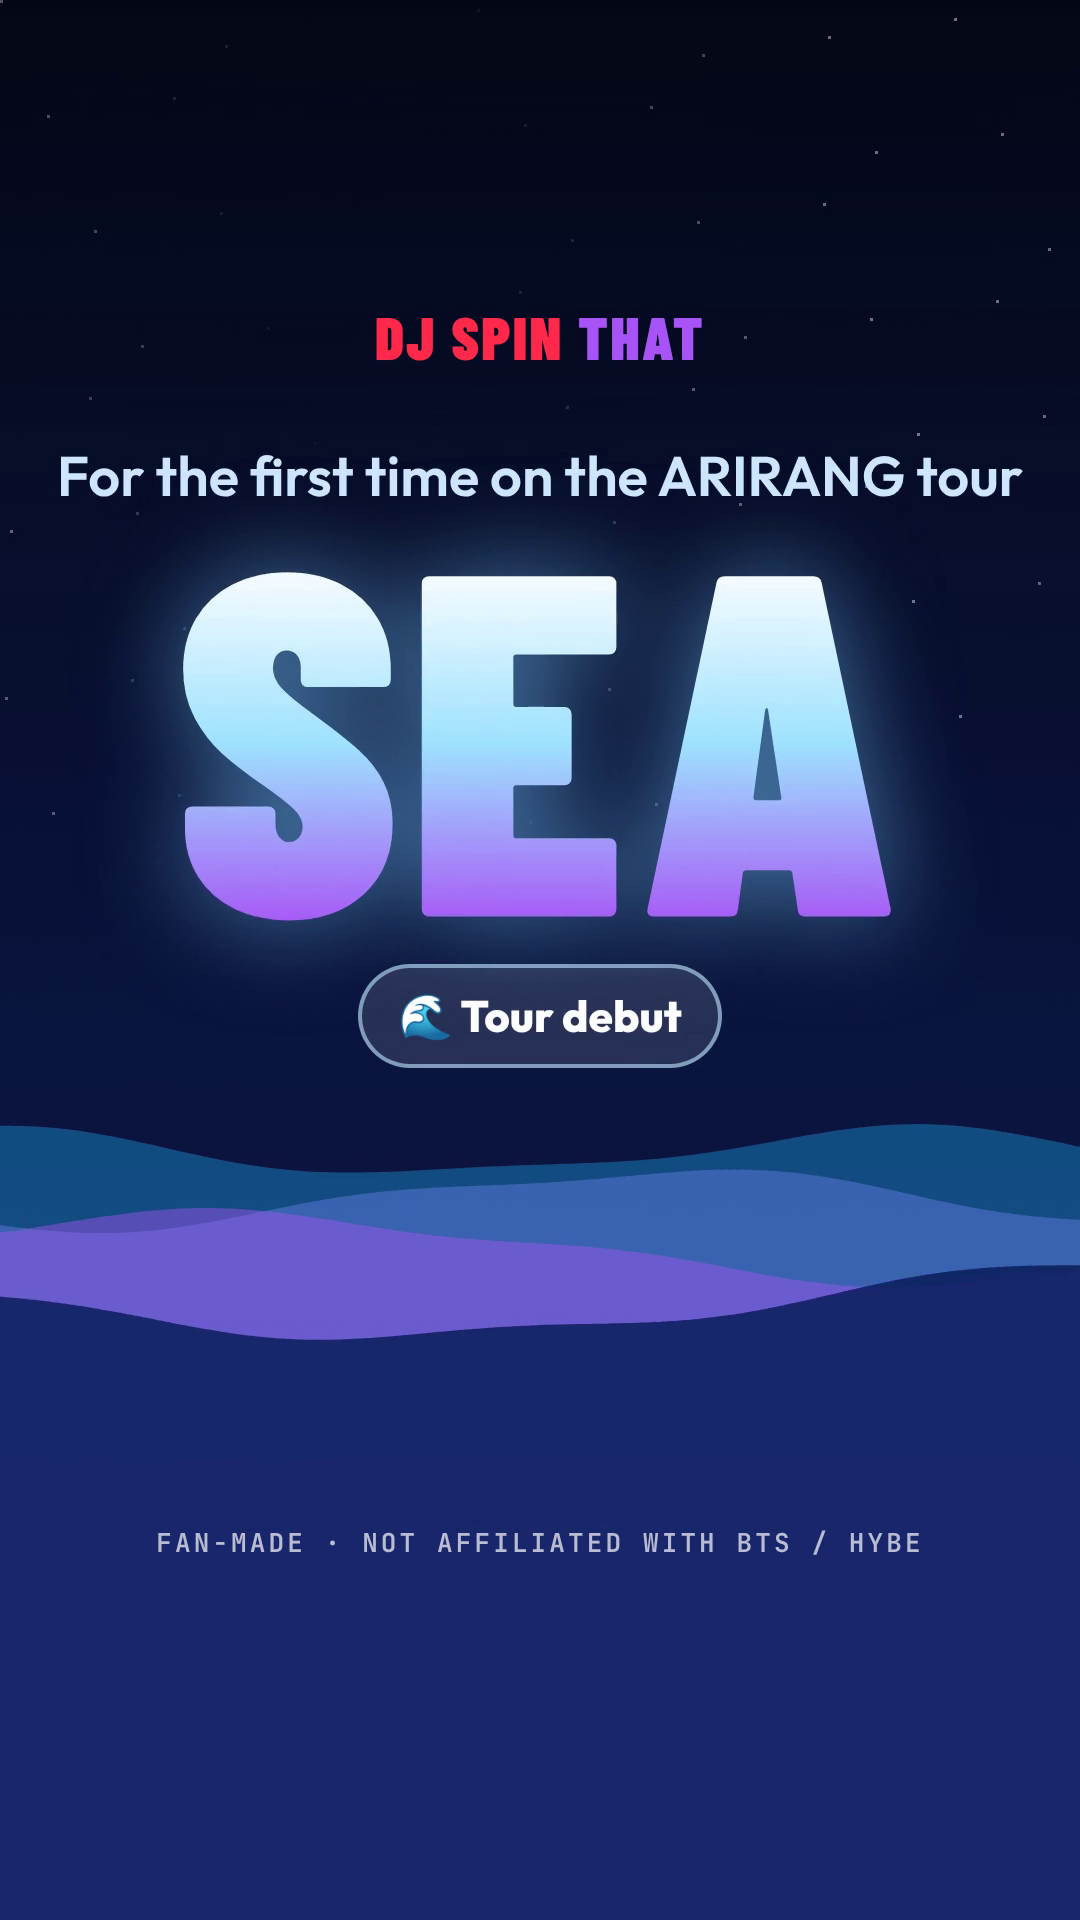 DJ SPIN THAT
For the first time on the ARIRANG tour
SEA
🌊 Tour debut
FAN-MADE · NOT AFFILIATED WITH BTS / HYBE